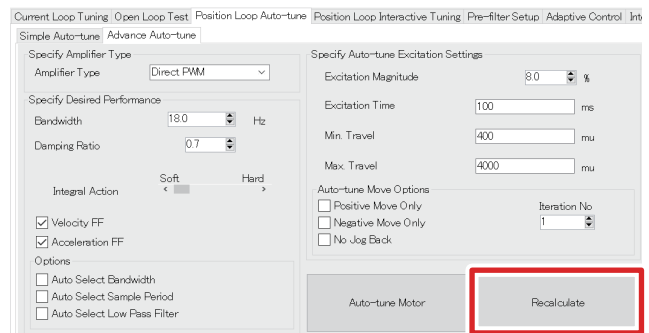 Current Loop Tuning Open Loop Test Position Loop Auto-tune Position Loop Interactive Tuning Pre-filter Setup Adaptive Control
Simple Auto-tune Advance Auto-tune
Specify Amplifier Type
Amplifier Type Direct PWM
Specify Desired Performance
Bandwidth 18.0 Hz
Damping Ratio 0.7
Soft Hard
Integral Action
Velocity FF
Acceleration FF
Options
Auto Select Bandwidth
Auto Select Sample Period
Auto Select Low Pass Filter
Specify Auto-tune Excitation Settings
Excitation Magnitude 8.0 %
Excitation Time 100 ms
Min. Travel 400 mu
Max. Travel 4000 mu
Auto-tune Move Options
Positive Move Only
Negative Move Only
No Jog Back
Iteration No
1
Auto-tune Motor
Recalculate